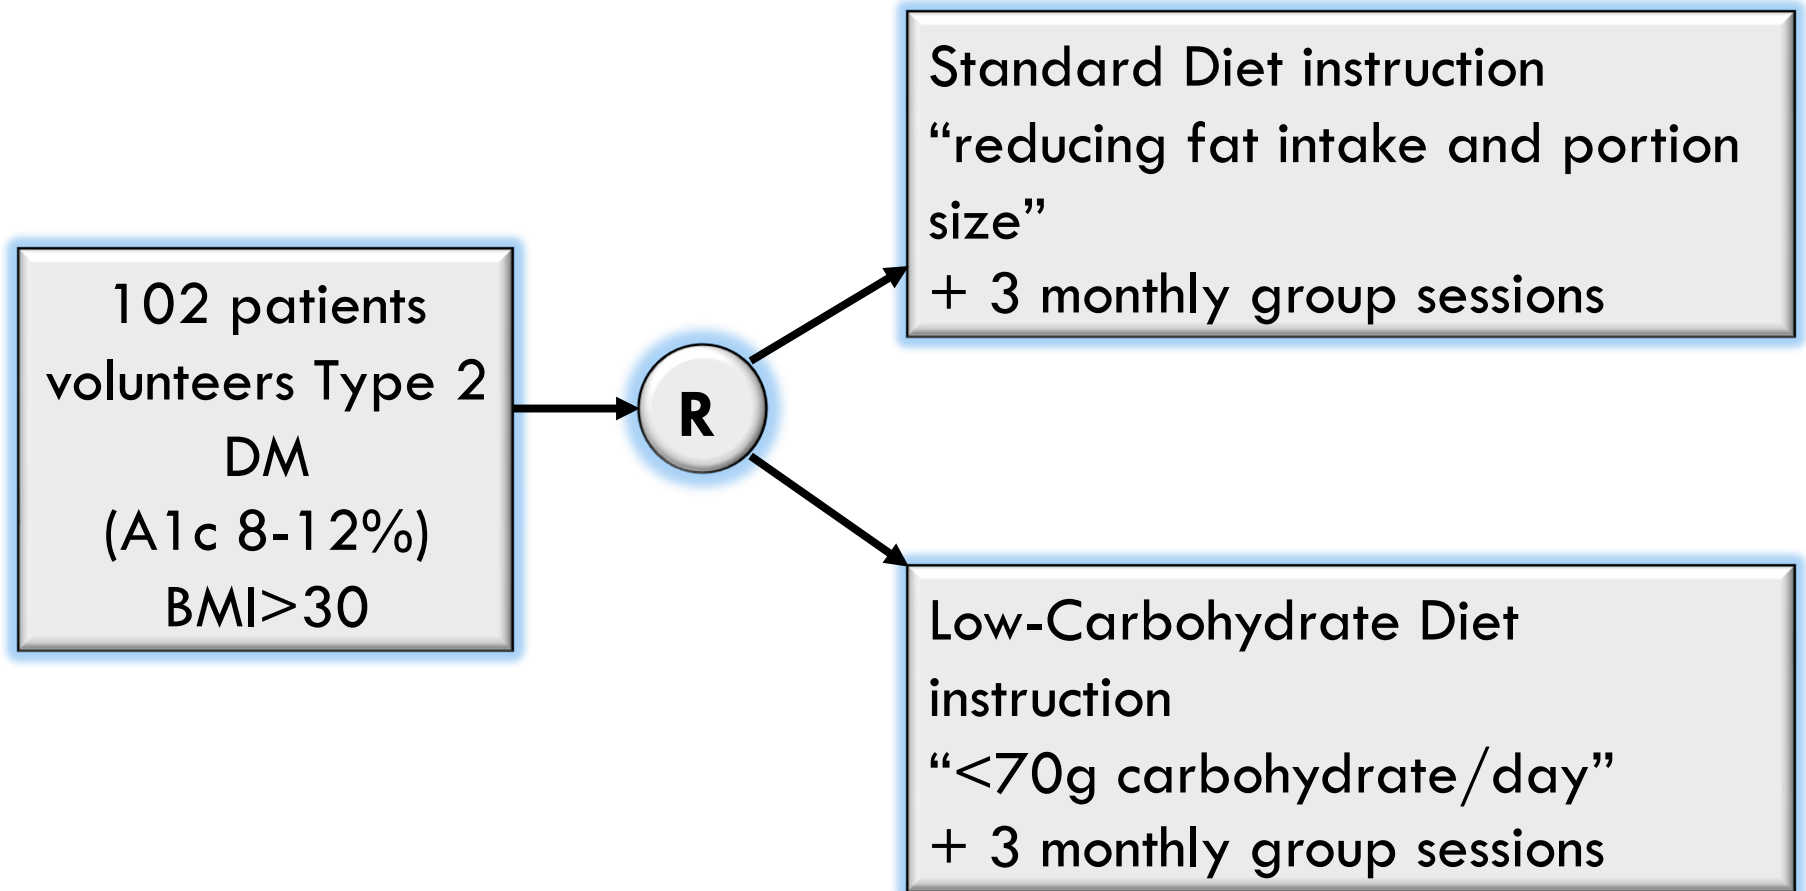 102 patients
volunteers Type 2
DM
(A1c 8-12%)
BMI>30
R
Standard Diet instruction
“reducing fat intake and portion
size”
+ 3 monthly group sessions
Low-Carbohydrate Diet
instruction
“<70g carbohydrate/day”
+ 3 monthly group sessions